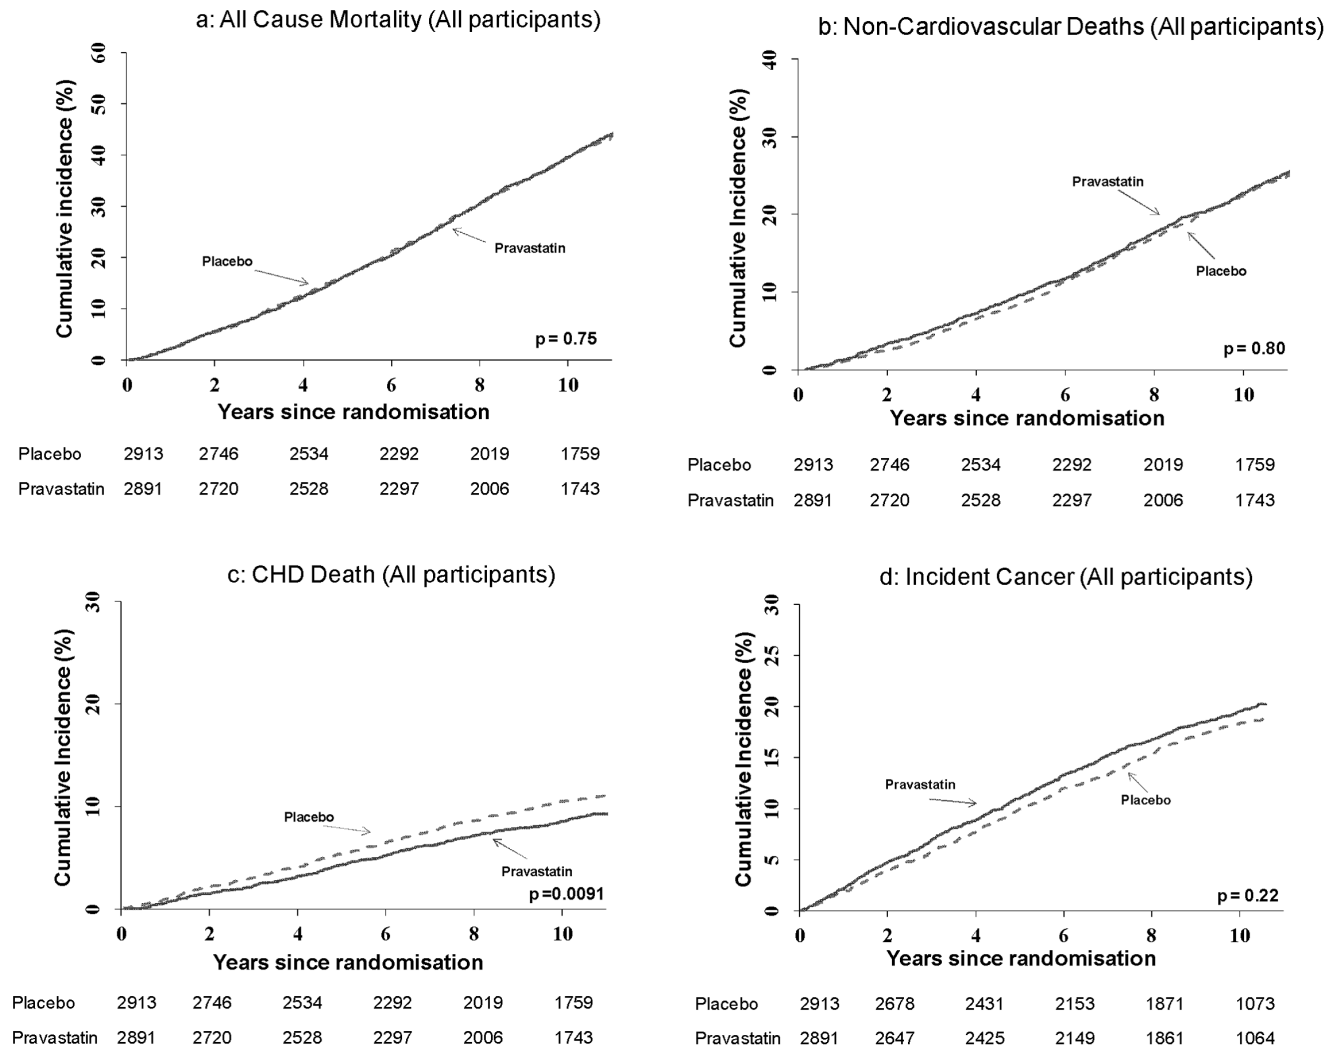 a: All Cause Mortality (All participants)
Cumulative incidence (%)
60
50
40
30
20
10
0
Placebo
Pravastatin
p = 0.75
0 2 4 6 8 10
Years since randomisation
Placebo 2913 2746 2534 2292 2019 1759
Pravastatin 2891 2720 2528 2297 2006 1743
b: Non-Cardiovascular Deaths (All participants)
Cumulative Incidence (%)
40
30
20
10
0
Pravastatin
Placebo
p = 0.80
0 2 4 6 8 10
Years since randomisation
Placebo 2913 2746 2534 2292 2019 1759
Pravastatin 2891 2720 2528 2297 2006 1743
c: CHD Death (All participants)
Cumulative Incidence (%)
30
20
10
0
Placebo
Pravastatin
p =0.0091
0 2 4 6 8 10
Years since randomisation
Placebo 2913 2746 2534 2292 2019 1759
Pravastatin 2891 2720 2528 2297 2006 1743
d: Incident Cancer (All participants)
Cumulative Incidence (%)
30
25
20
15
10
5
0
Pravastatin
Placebo
p = 0.22
0 2 4 6 8 10
Years since randomisation
Placebo 2913 2678 2431 2153 1871 1073
Pravastatin 2891 2647 2425 2149 1861 1064